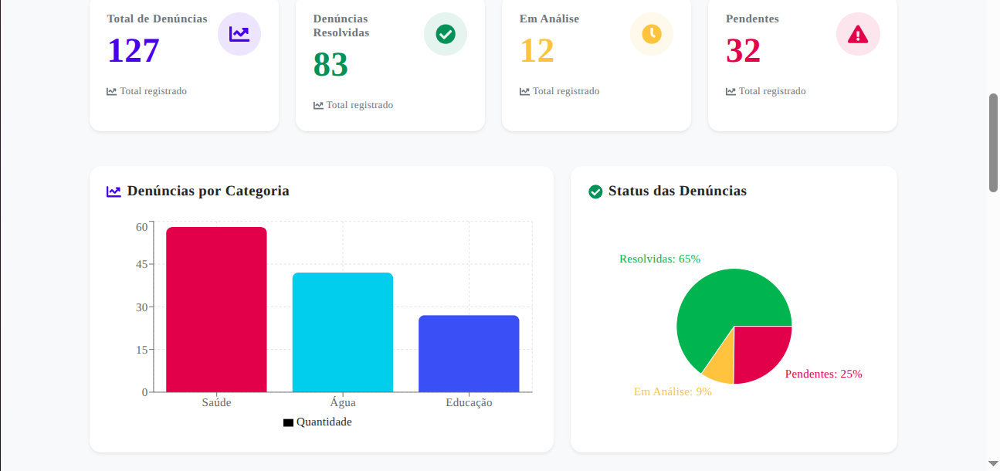 Total de Denúncias
127
Total registrado
Denúncias
Resolvidas
83
Total registrado
Em Análise
12
Total registrado
Pendentes
32
Total registrado
Denúncias por Categoria
60
45
30
15
0
Saúde
Água
Educação
Quantidade
Status das Denúncias
Resolvidas: 65%
Pendentes: 25%
Em Análise: 9%